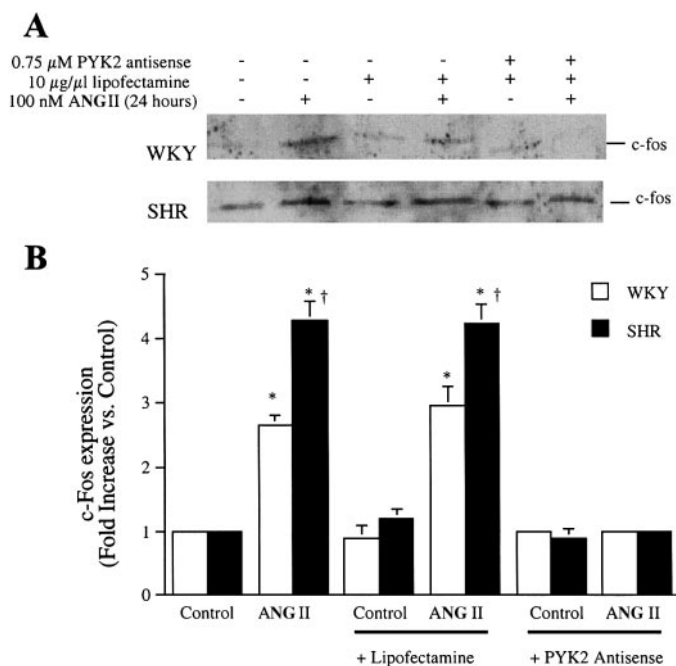 A
0.75 µM PYK2 antisense - - - - + +
10 µg/µl lipofectamine - - + + + +
100 nM ANG II (24 hours) - + - + - +
WKY
c-fos
SHR
c-fos
B
c-Fos expression
(Fold Increase vs. Control)
5
4
3
2
1
0
* * † * * †
WKY
SHR
Control ANG II Control ANG II Control ANG II
+ Lipofectamine + PYK2 Antisense